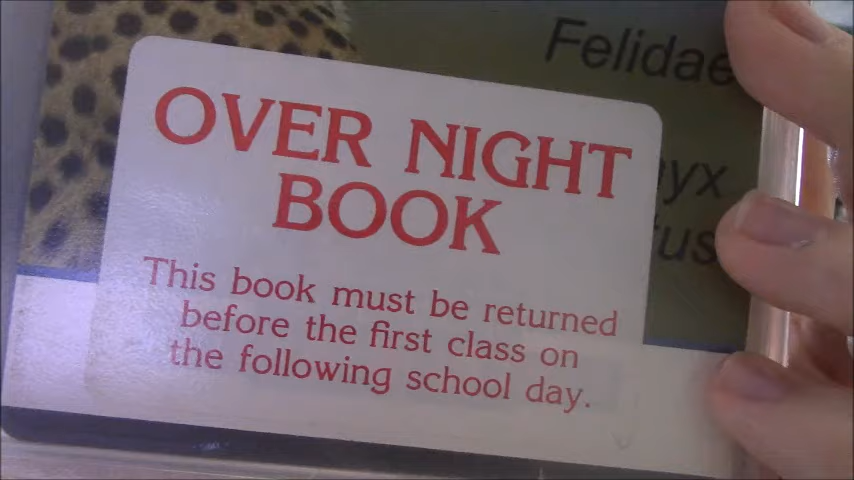 Felidae
OVER NIGHT
BOOK
This book must be returned
before the first class on
the following school day.